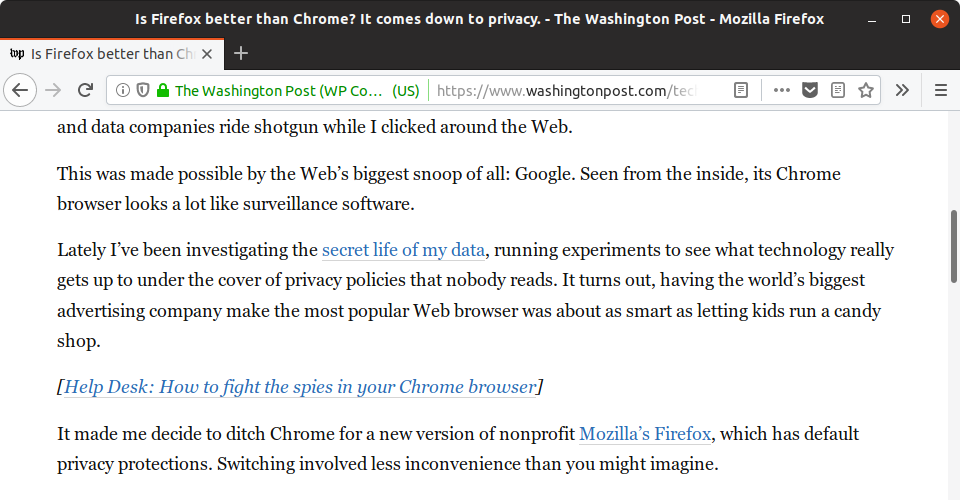 Is Firefox better than Chrome? It comes down to privacy. - The Washington Post - Mozilla Firefox
wp Is Firefox better than Ch
The Washington Post (WP Co… (US) https://www.washingtonpost.com/tec
and data companies ride shotgun while I clicked around the Web.
This was made possible by the Web’s biggest snoop of all: Google. Seen from the inside, its Chrome
browser looks a lot like surveillance software.
Lately I’ve been investigating the secret life of my data, running experiments to see what technology really
gets up to under the cover of privacy policies that nobody reads. It turns out, having the world’s biggest
advertising company make the most popular Web browser was about as smart as letting kids run a candy
shop.
[Help Desk: How to fight the spies in your Chrome browser]
It made me decide to ditch Chrome for a new version of nonprofit Mozilla’s Firefox, which has default
privacy protections. Switching involved less inconvenience than you might imagine.